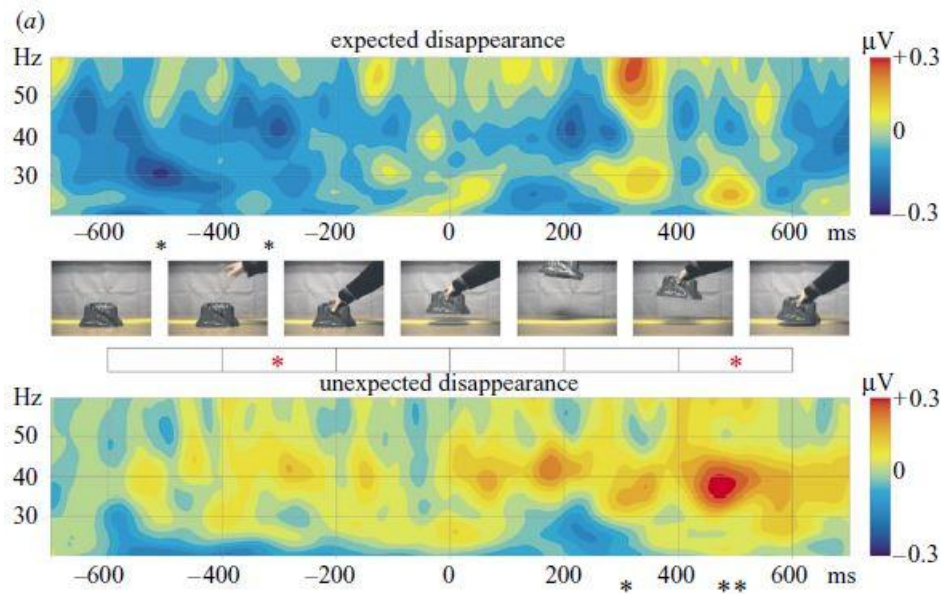 (a)
expected disappearance
Hz
50
40
30
μV
+0.3
0
–0.3
–600 –400 –200 0 200 400 600 ms
* *
* *
unexpected disappearance
Hz
50
40
30
μV
+0.3
0
–0.3
–600 –400 –200 0 200 400 600 ms
* **